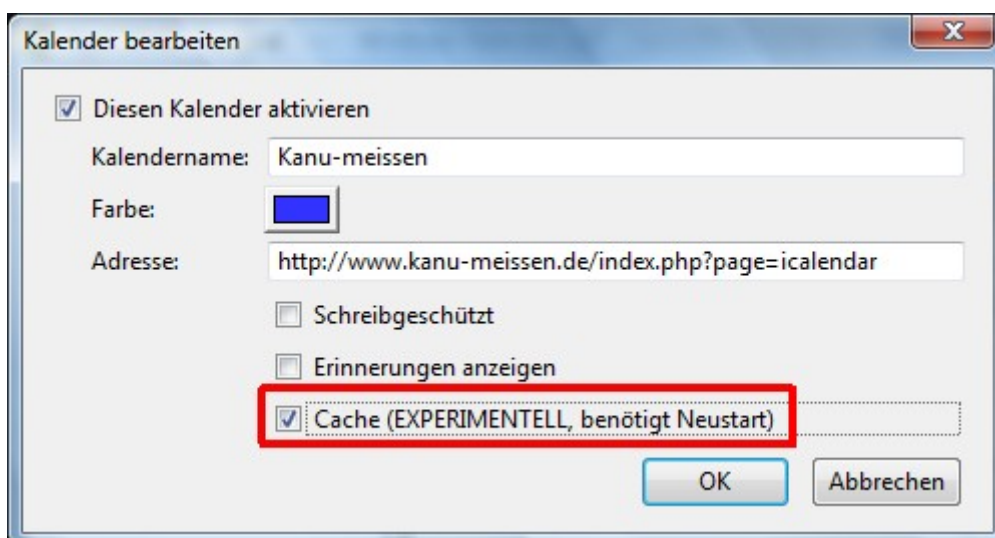 Kalender bearbeiten
Diesen Kalender aktivieren
Kalendername: Kanu-meissen
Farbe:
Adresse: http://www.kanu-meissen.de/index.php?page=icalendar
Schreibgeschützt
Erinnerungen anzeigen
Cache (EXPERIMENTELL, benötigt Neustart)
OK Abbrechen